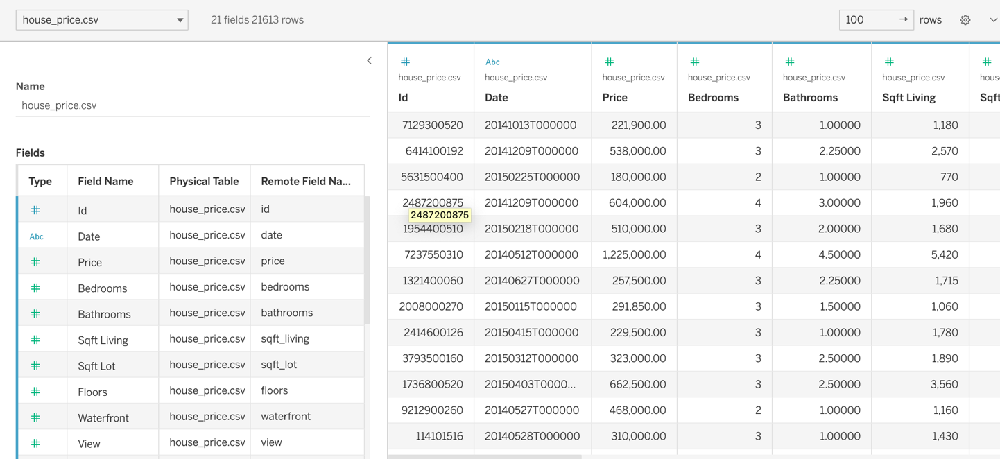 house_price.csv 21 fields 21613 rows 100 → rows
Name
house_price.csv
Fields
Type Field Name Physical Table Remote Field Na...
# Id house_price.csv id
Abc Date house_price.csv date
# Price house_price.csv price
# Bedrooms house_price.csv bedrooms
# Bathrooms house_price.csv bathrooms
# Sqft Living house_price.csv sqft_living
# Sqft Lot house_price.csv sqft_lot
# Floors house_price.csv floors
# Waterfront house_price.csv waterfront
# View house_price.csv view
# Abc # # # # #
house_price.csv house_price.csv house_price.csv house_price.csv house_price.csv house_price.csv hous
Id Date Price Bedrooms Bathrooms Sqft Living Sqft
7129300520 20141013T000000 221,900.00 3 1.00000 1,180
6414100192 20141209T000000 538,000.00 3 2.25000 2,570
5631500400 20150225T000000 180,000.00 2 1.00000 770
2487200875 20141209T000000 604,000.00 4 3.00000 1,960
2487200875
1954400510 20150218T000000 510,000.00 3 2.00000 1,680
7237550310 20140512T000000 1,225,000.00 4 4.50000 5,420
1321400060 20140627T000000 257,500.00 3 2.25000 1,715
2008000270 20150115T000000 291,850.00 3 1.50000 1,060
2414600126 20150415T000000 229,500.00 3 1.00000 1,780
3793500160 20150312T000000 323,000.00 3 2.50000 1,890
1736800520 20150403T0000... 662,500.00 3 2.50000 3,560
9212900260 20140527T000000 468,000.00 2 1.00000 1,160
114101516 20140528T000000 310,000.00 3 1.00000 1,430